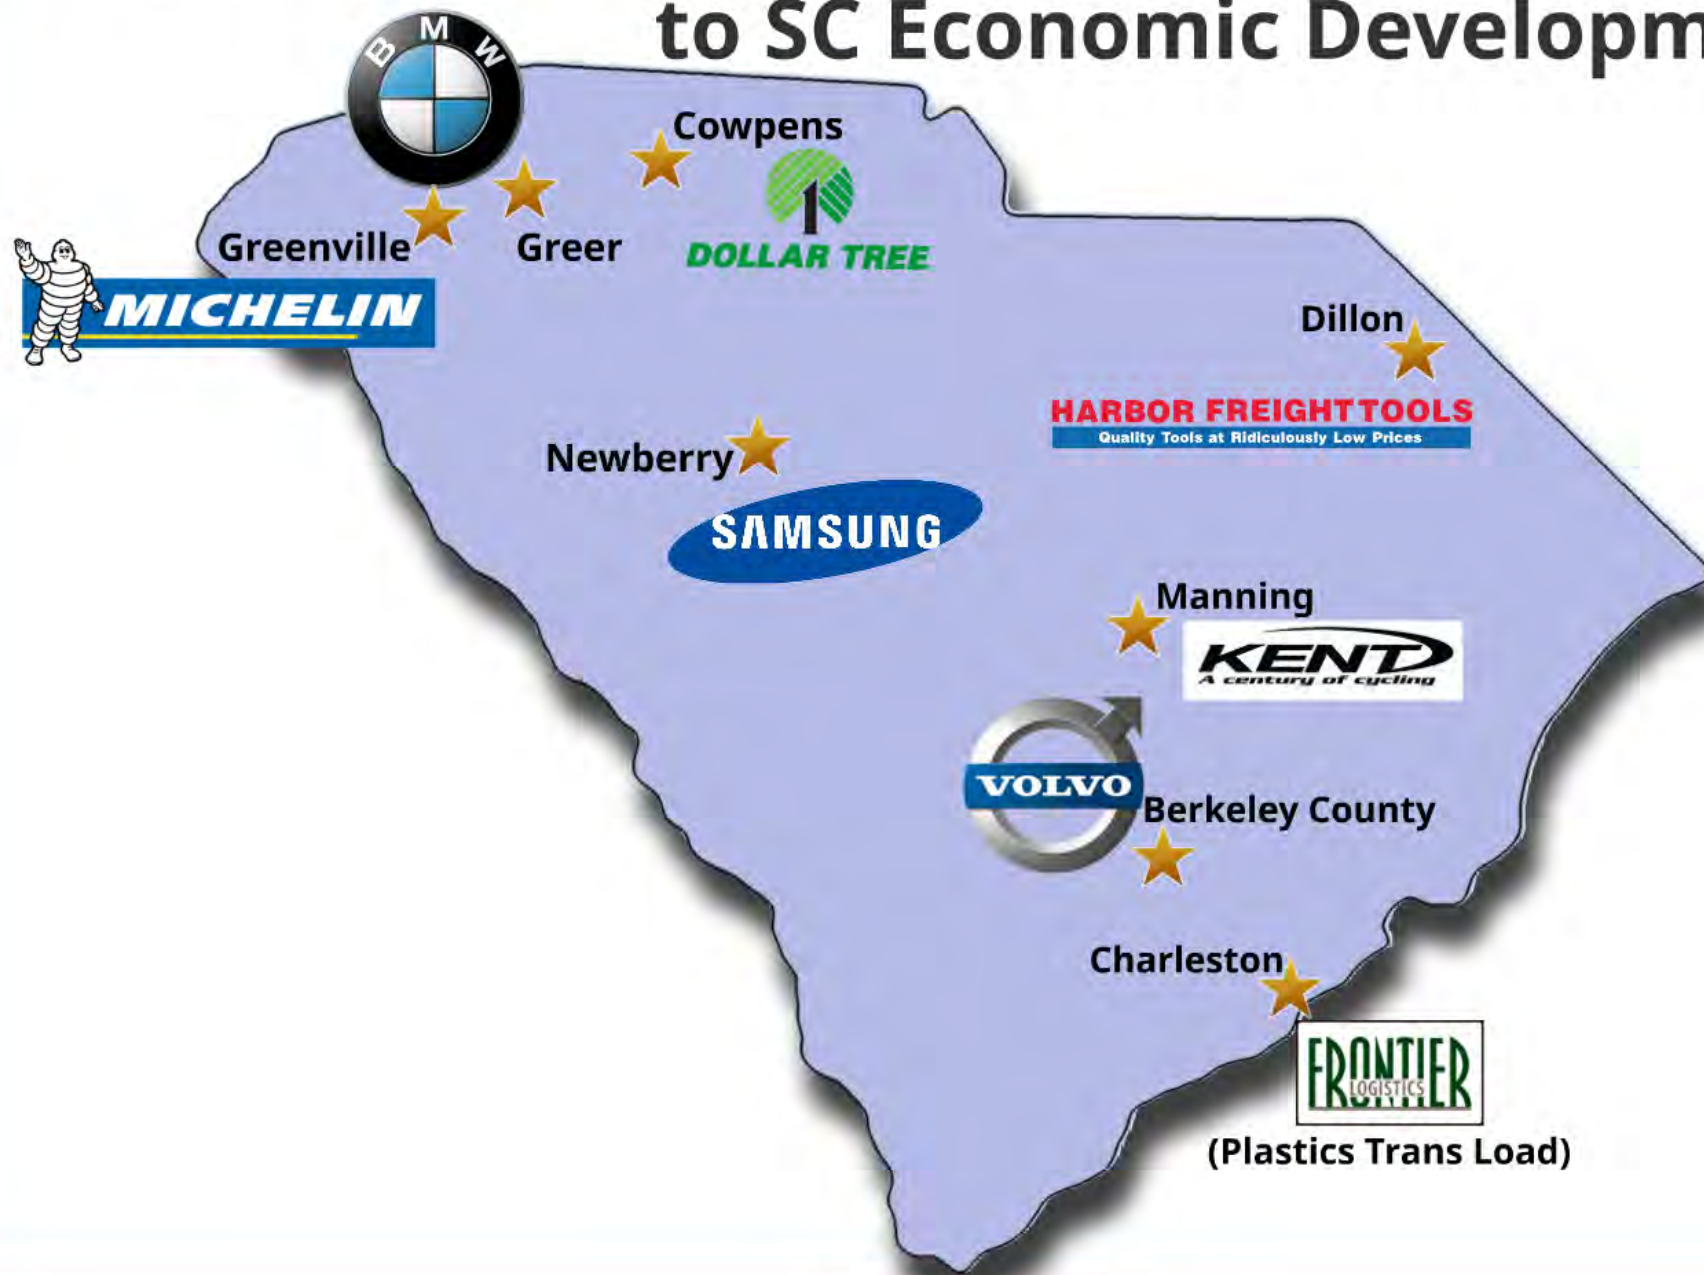 to SC Economic Developm
BMW
Cowpens
DOLLAR TREE
Greenville
Greer
MICHELIN
Dillon
HARBOR FREIGHT TOOLS
Quality Tools at Ridiculously Low Prices
Newberry
SAMSUNG
Manning
KENT
A century of cycling
VOLVO
Berkeley County
Charleston
FRONTIER
LOGISTICS
(Plastics Trans Load)